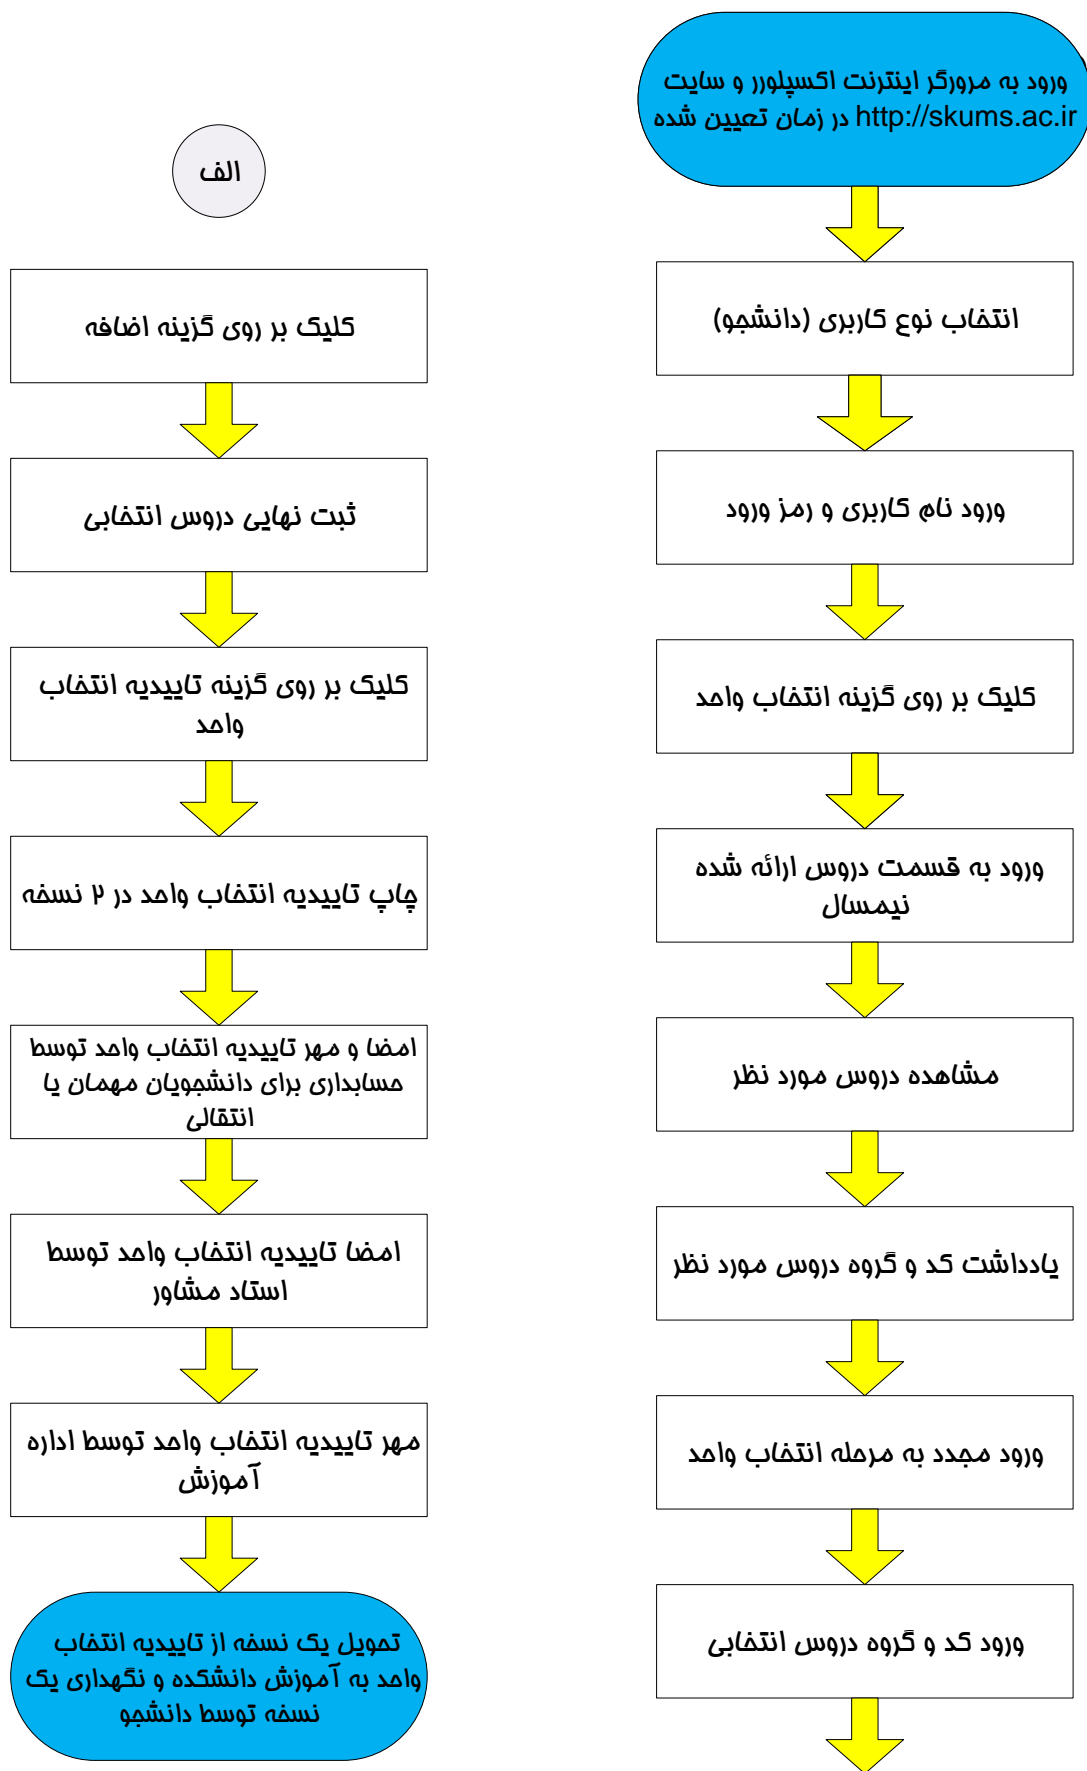 ورود به مرورگر اینترنت اکسپلورر و سایت
http://skums.ac.ir در زمان تعیین شده
انتخاب نوع کاربری (دانشجو)
ورود نام کاربری و رمز ورود
کلیک بر روی گزینه انتخاب واحد
ورود به قسمت دروس ارائه شده
نیمسال
مشاهده دروس مورد نظر
یادداشت کد و گروه دروس مورد نظر
ورود مجدد به مرحله انتخاب واحد
ورود کد و گروه دروس انتخابی
الف
کلیک بر روی گزینه اضافه
ثبت نهایی دروس انتخابی
کلیک بر روی گزینه تاییدیه انتخاب
واحد
چاپ تاییدیه انتخاب واحد در ۲ نسخه
امضا و مهر تاییدیه انتخاب واحد توسط
حسابداری برای دانشجویان مهمان یا
انتقالی
امضا تاییدیه انتخاب واحد توسط
استاد مشاور
مهر تاییدیه انتخاب واحد توسط اداره
آموزش
تحویل یک نسخه از تاییدیه انتخاب
واحد به آموزش دانشکده و نگهداری یک
نسخه توسط دانشجو